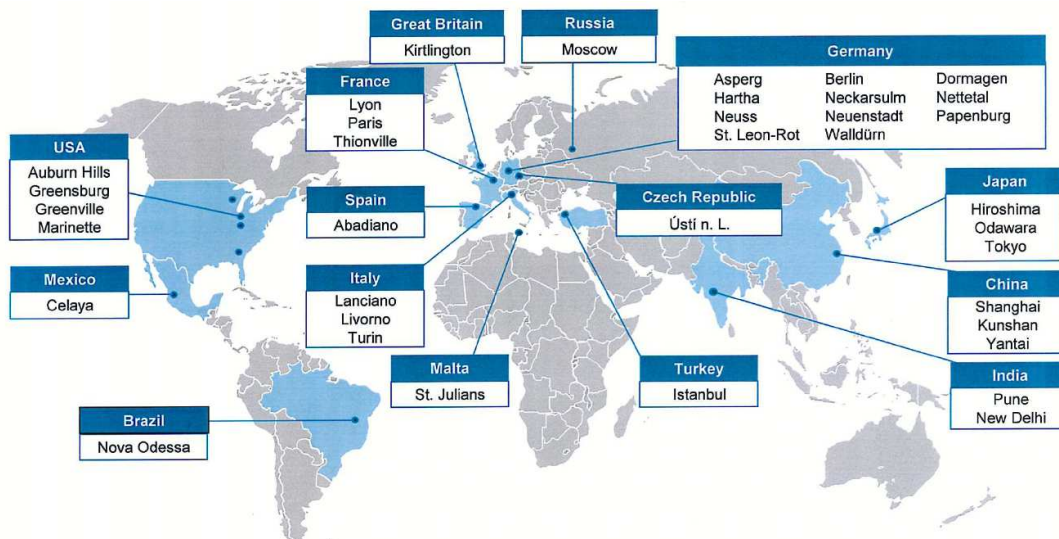 Great Britain
Kirtlington
Russia
Moscow
Germany
Asperg Berlin Dormagen
Hartha Neckarsulm Nettetal
Neuss Neuenstadt Papenburg
St. Leon-Rot Walldürn
France
Lyon
Paris
Thionville
USA
Auburn Hills
Greensburg
Greenville
Marinette
Spain
Abadiano
Czech Republic
Ústí n. L.
Japan
Hiroshima
Odawara
Tokyo
Mexico
Celaya
Italy
Lanciano
Livorno
Turin
China
Shanghai
Kunshan
Yantai
Malta
St. Julians
Turkey
Istanbul
India
Pune
New Delhi
Brazil
Nova Odessa